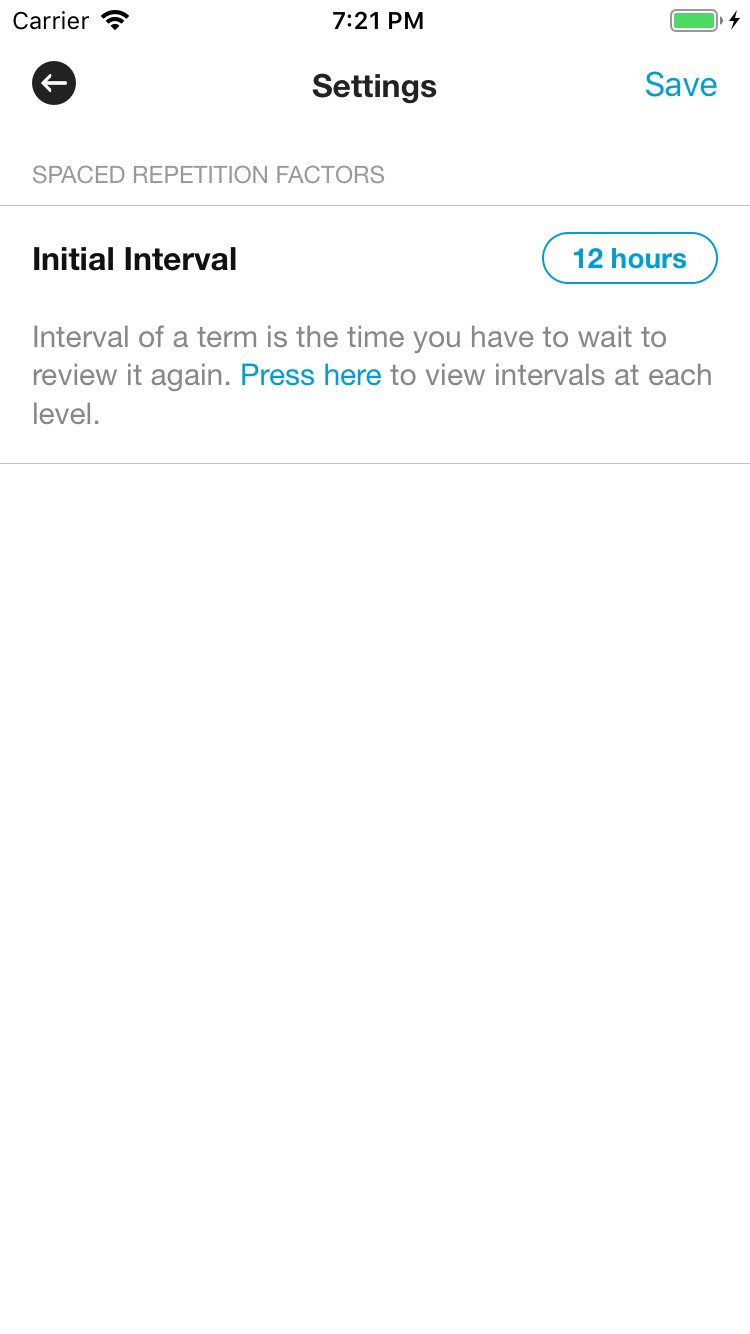 Carrier 7:21 PM
Settings Save
SPACED REPETITION FACTORS
Initial Interval 12 hours
Interval of a term is the time you have to wait to
review it again. Press here to view intervals at each
level.